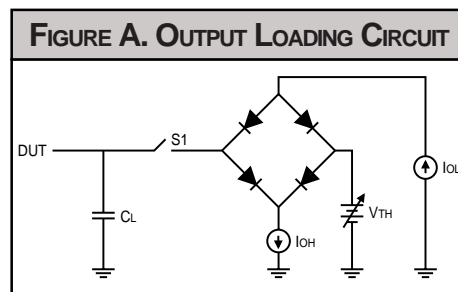 FIGURE A. OUTPUT LOADING CIRCUIT
DUT
S1
CL
IOH
VTH
IOL